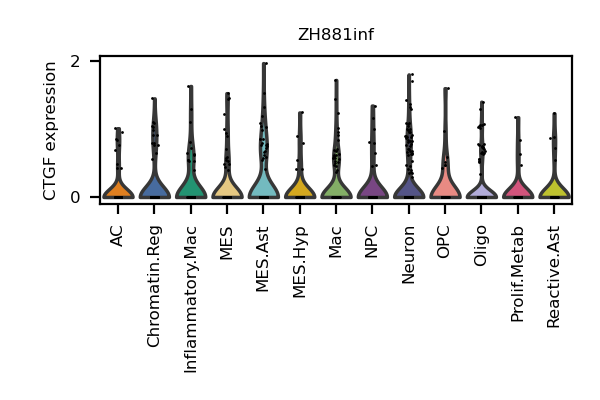 ZH881inf
CTGF expression
2
0
AC
Chromatin.Reg
Inflammatory.Mac
MES
MES.Ast
MES.Hyp
Mac
NPC
Neuron
OPC
Oligo
Prolif.Metab
Reactive.Ast